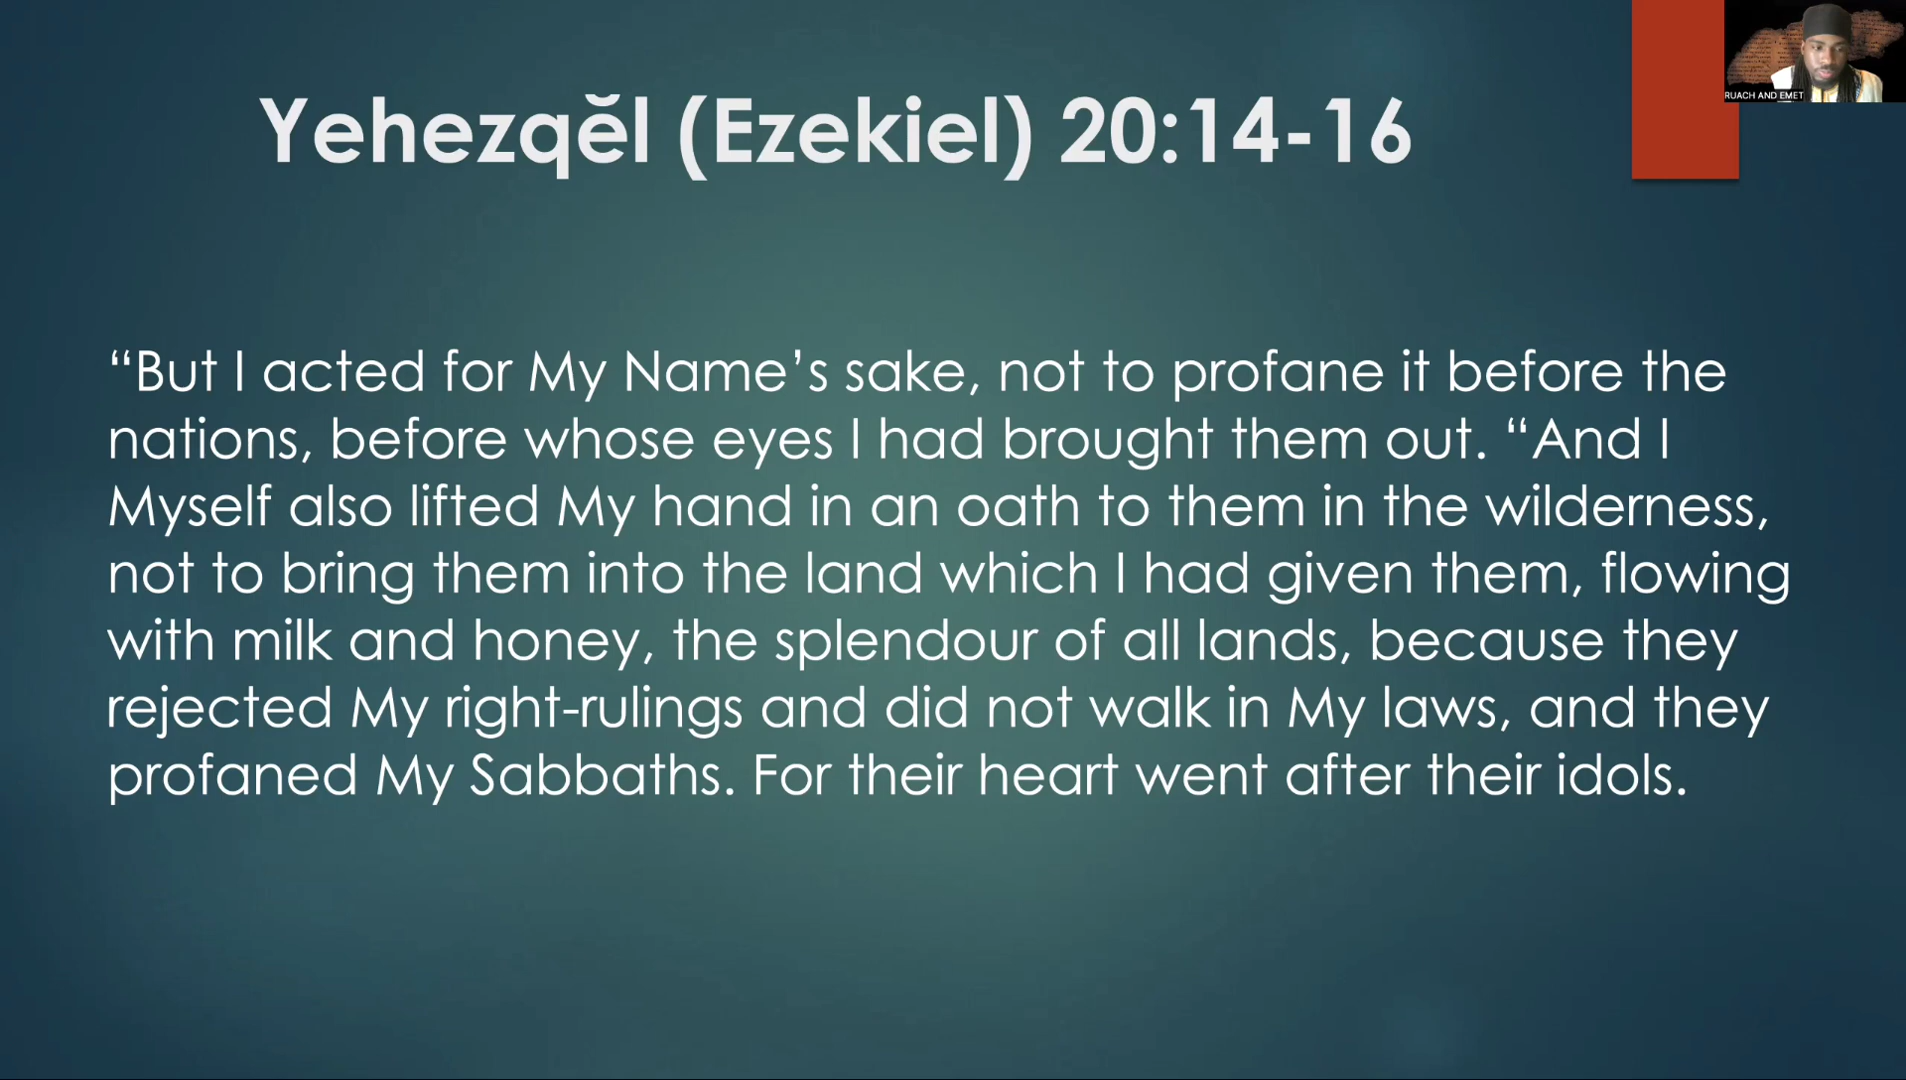 Yehezqĕl (Ezekiel) 20:14-16
RUACH AND EMET
“But I acted for My Name’s sake, not to profane it before the
nations, before whose eyes I had brought them out. “And I
Myself also lifted My hand in an oath to them in the wilderness,
not to bring them into the land which I had given them, flowing
with milk and honey, the splendour of all lands, because they
rejected My right-rulings and did not walk in My laws, and they
profaned My Sabbaths. For their heart went after their idols.